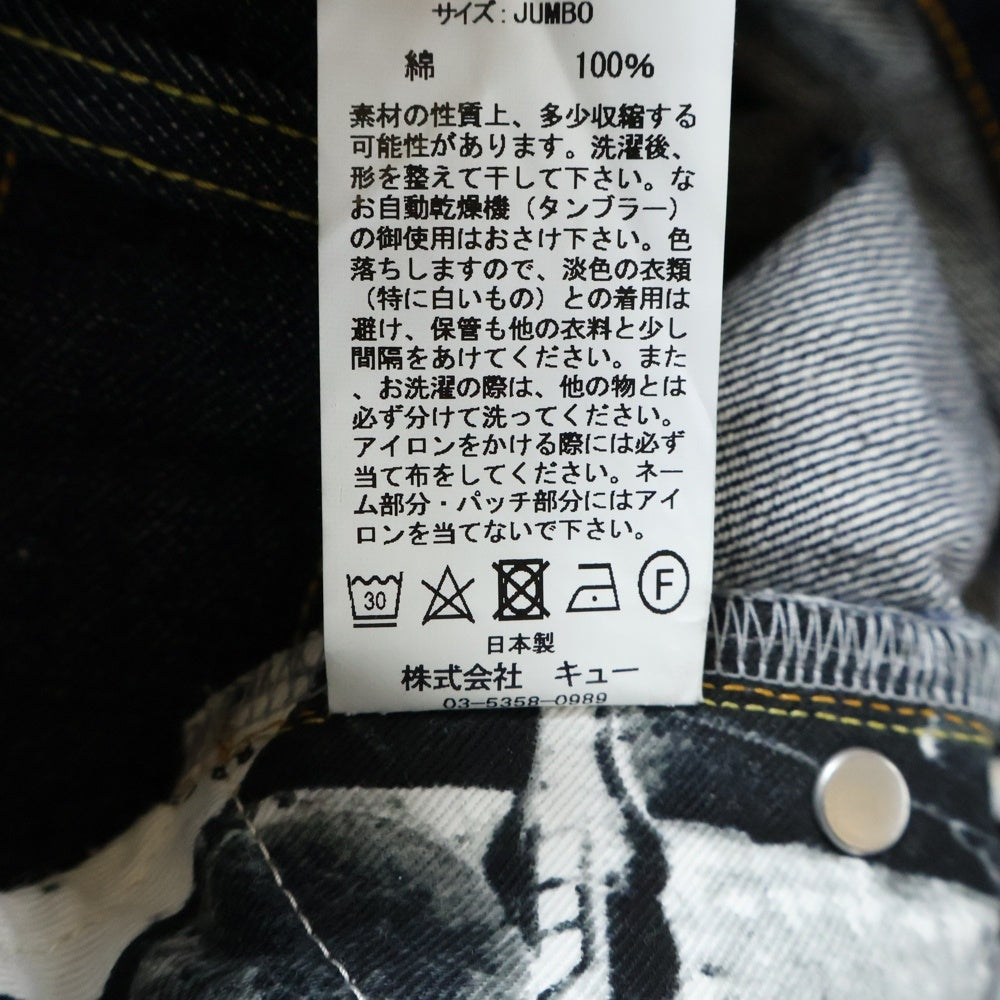 サイズ：JUMBO
綿 100%
素材の性質上、多少収縮する
可能性があります。洗濯後、
形を整えて干して下さい。な
お自動乾燥機（タンブラー）
の御使用はおさけ下さい。色
落ちしますので、淡色の衣類
（特に白いもの）との着用は
避け、保管も他の衣料と少し
間隔をあけてください。また
、お洗濯の際は、他の物とは
必ず分けて洗ってください。
アイロンをかける際には必ず
当て布をしてください。ネー
ム部分・パッチ部分にはアイ
ロンを当てないで下さい。
30 F
日本製
株式会社 キュー
03-5358-0989